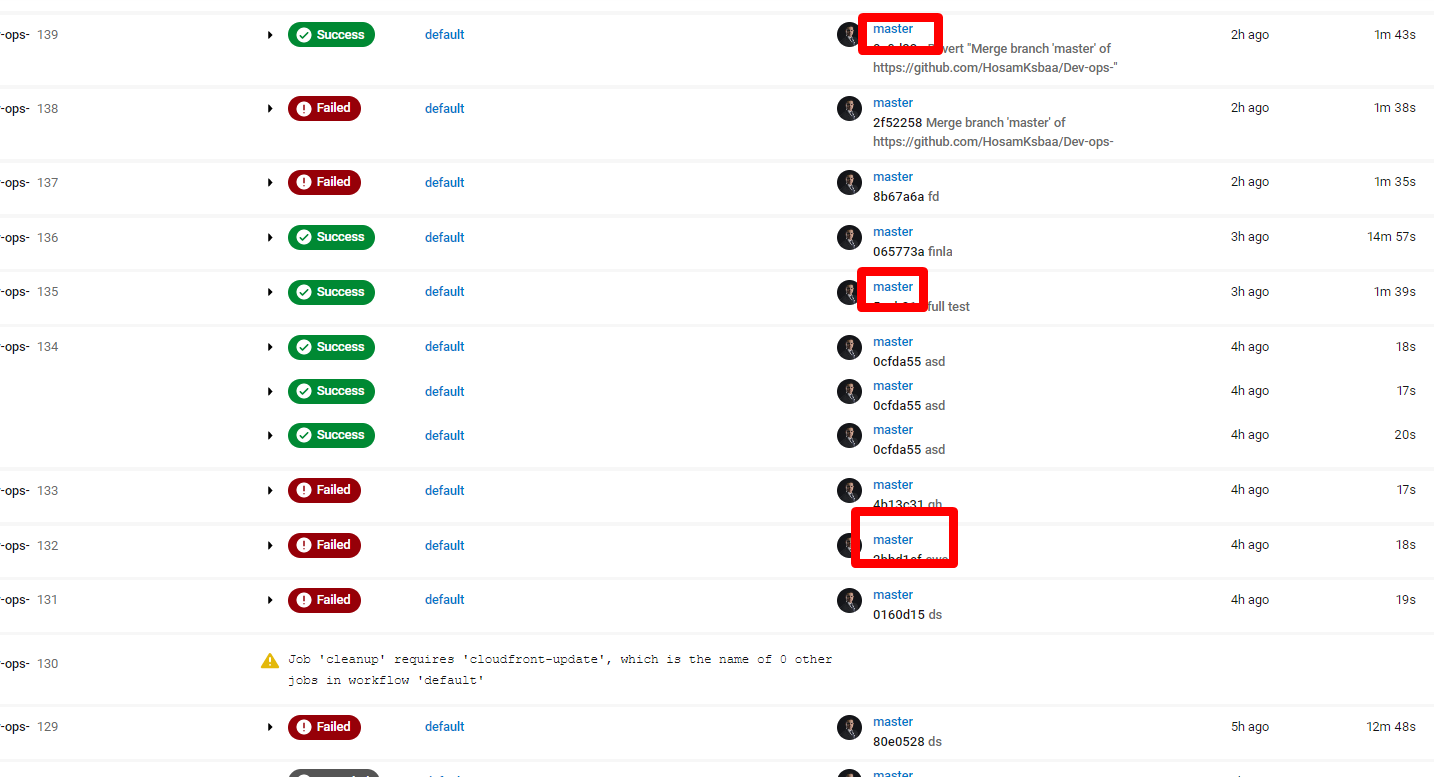 -ops- 139 Success default master 2h ago 1m 43s
Revert "Merge branch 'master' of
https://github.com/HosamKsbaa/Dev-ops-"
-ops- 138 Failed default master 2h ago 1m 38s
2f52258 Merge branch 'master' of
https://github.com/HosamKsbaa/Dev-ops-
-ops- 137 Failed default master 2h ago 1m 35s
8b67a6a fd
-ops- 136 Success default master 3h ago 14m 57s
065773a finla
-ops- 135 Success default master 3h ago 1m 39s
full test
-ops- 134 Success default master 4h ago 18s
0cfda55 asd
Success default master 4h ago 17s
0cfda55 asd
Success default master 4h ago 20s
0cfda55 asd
-ops- 133 Failed default master 4h ago 17s
4b13c31 gh
-ops- 132 Failed default master 4h ago 18s
-ops- 131 Failed default master 4h ago 19s
0160d15 ds
-ops- 130 Job 'cleanup' requires 'cloudfront-update', which is the name of 0 other
jobs in workflow 'default'
-ops- 129 Failed default master 5h ago 12m 48s
80e0528 ds
master